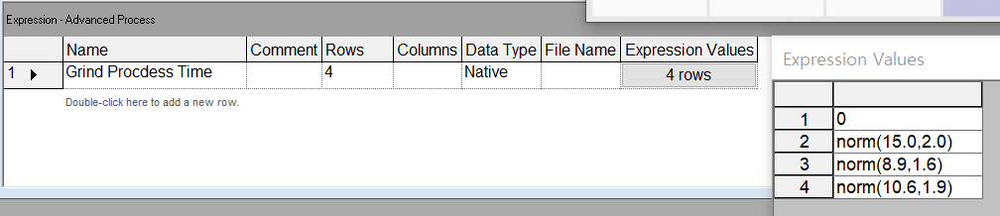 Expression - Advanced Process
Name Comment Rows Columns Data Type File Name Expression Values
1 Grind Procdess Time 4 Native 4 rows
Double-click here to add a new row.
Expression Values
1 0
2 norm(15.0,2.0)
3 norm(8.9,1.6)
4 norm(10.6,1.9)